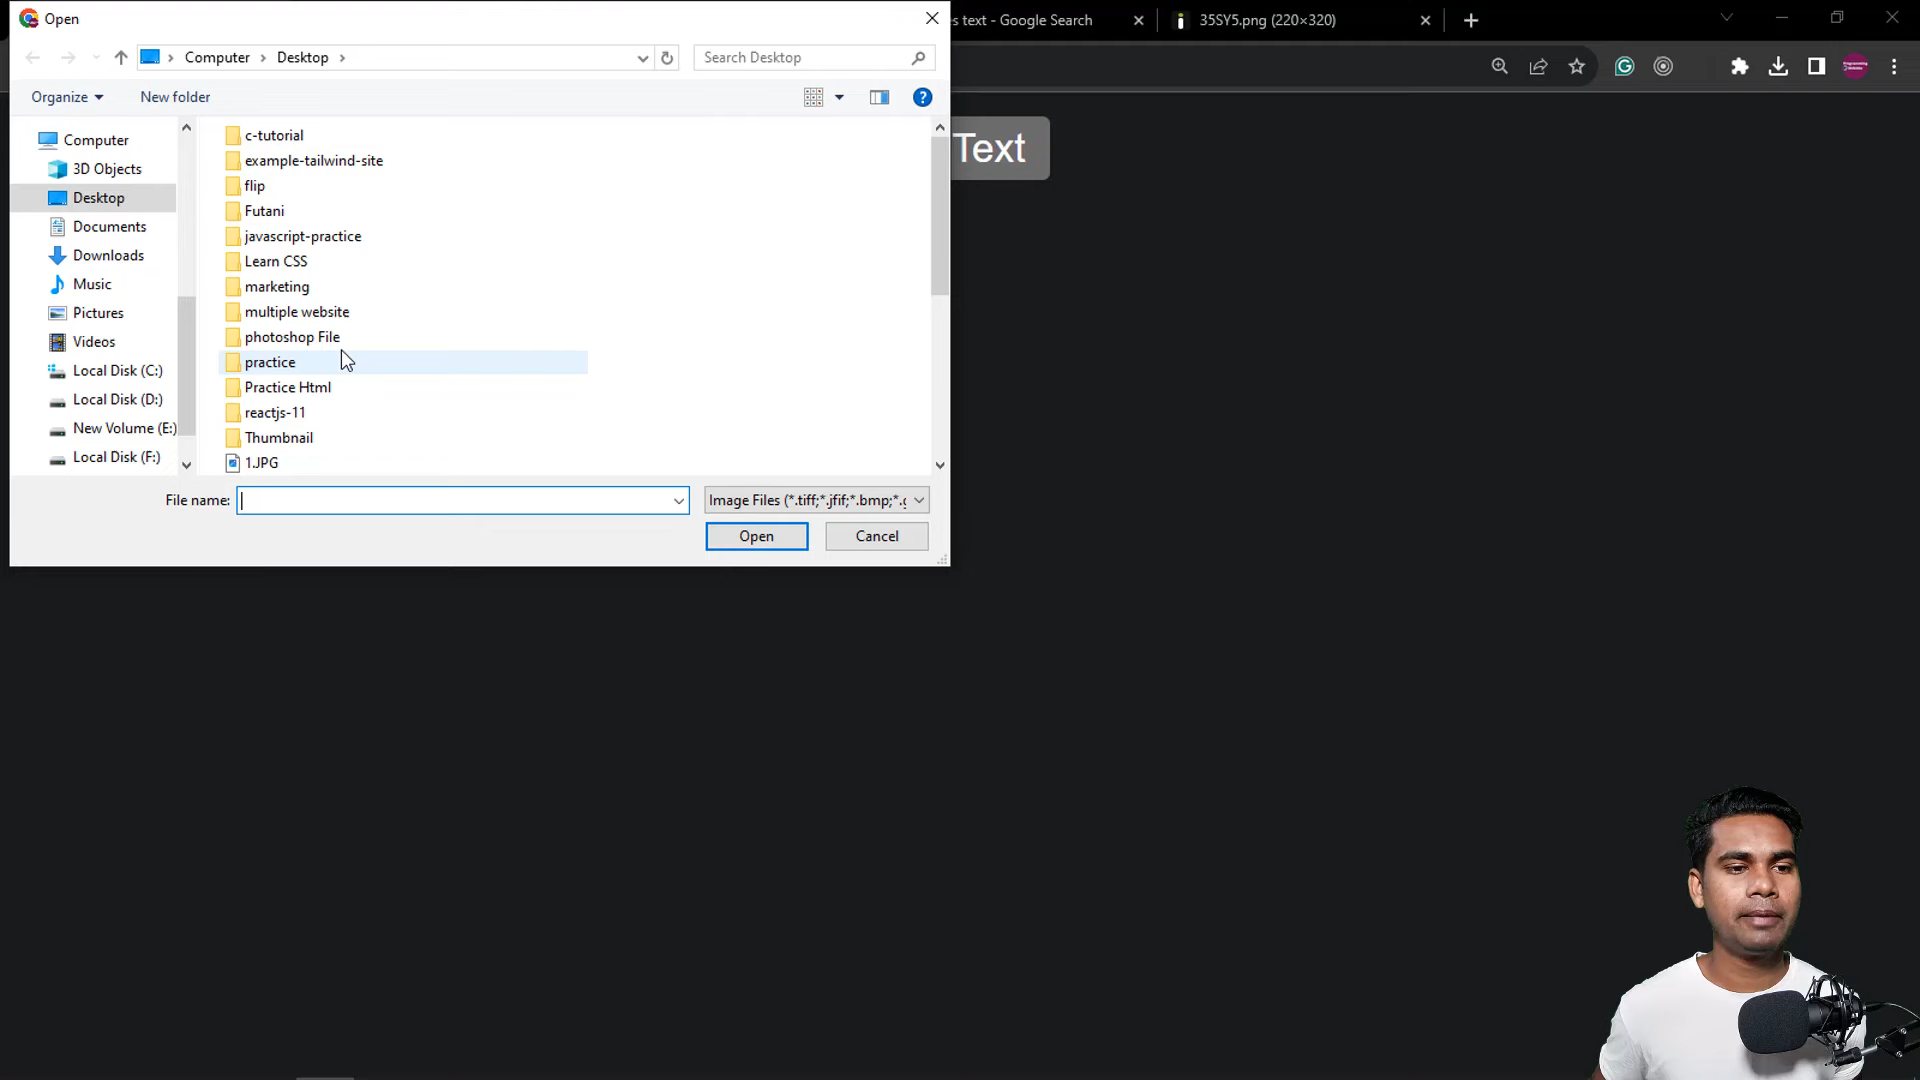 Open
es text - Google Search
35SY5.png (220×320)
Computer
Desktop
Search Desktop
Organize
New folder
Text
Computer
3D Objects
Desktop
Documents
Downloads
Music
Pictures
Videos
Local Disk (C:)
Local Disk (D:)
New Volume (E:)
Local Disk (F:)
c-tutorial
example-tailwind-site
flip
Futani
javascript-practice
Learn CSS
marketing
multiple website
photoshop File
practice
Practice Html
reactjs-11
Thumbnail
1.JPG
File name:
Image Files (*.tiff;*.jfif;*.bmp;*.g
Open
Cancel